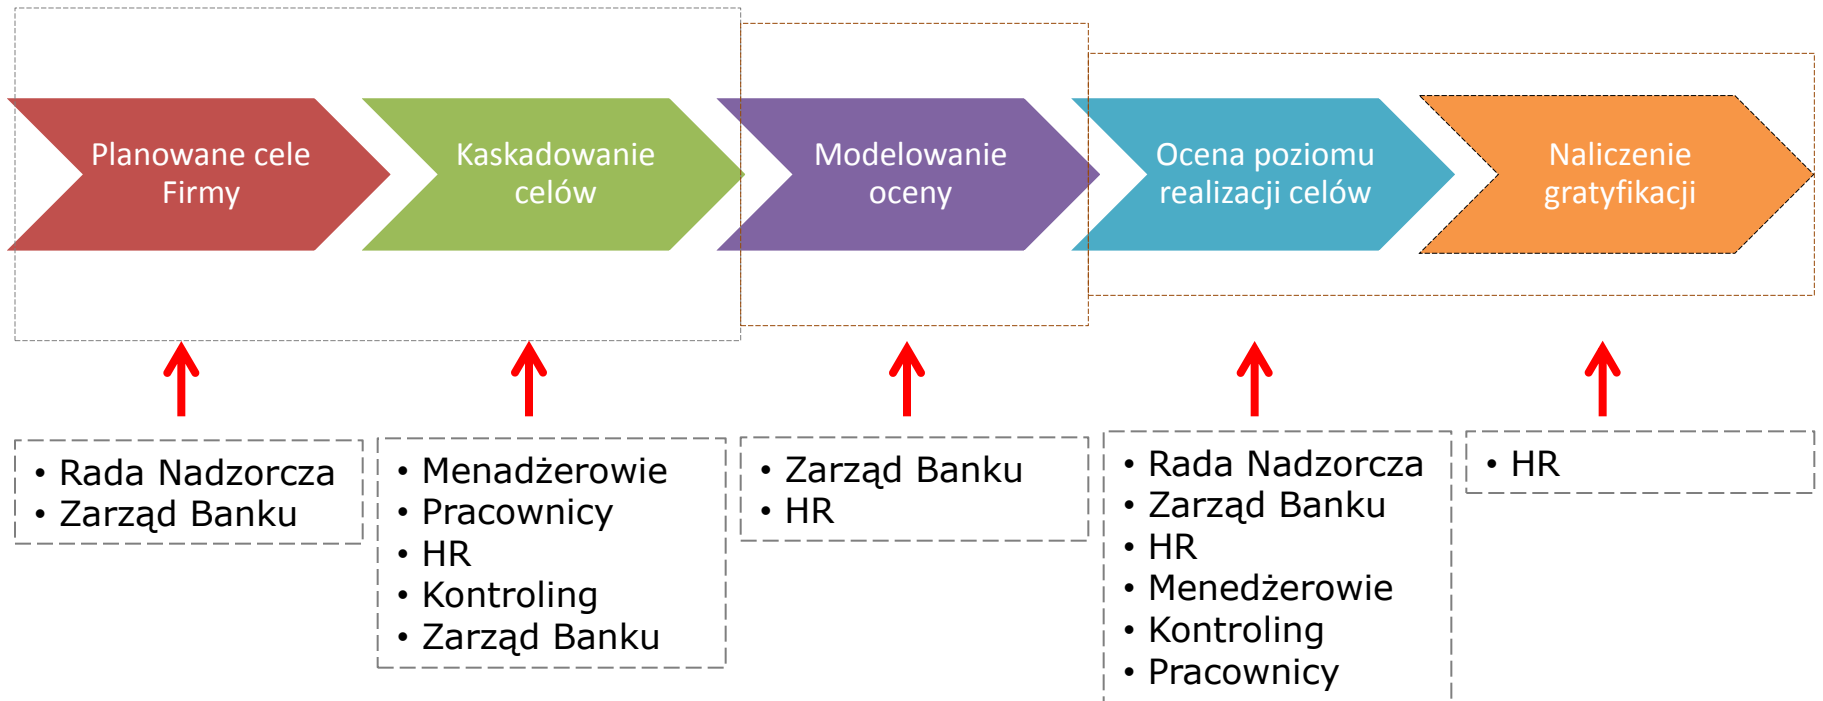 Planowane cele
Firmy
Kaskadowanie
celów
Modelowanie
oceny
Ocena poziomu
realizacji celów
Naliczenie
gratyfikacji
• Rada Nadzorcza
• Zarząd Banku
• Menadżerowie
• Pracownicy
• HR
• Kontroling
• Zarząd Banku
• Zarząd Banku
• HR
• Rada Nadzorcza
• Zarząd Banku
• HR
• Menedżerowie
• Kontroling
• Pracownicy
• HR